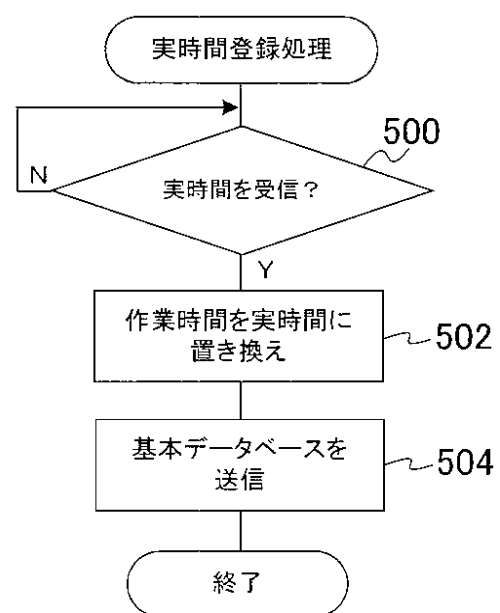 実時間登録処理
500
N
実時間を受信？
Y
作業時間を実時間に
置き換え
502
基本データベースを
送信
504
終了